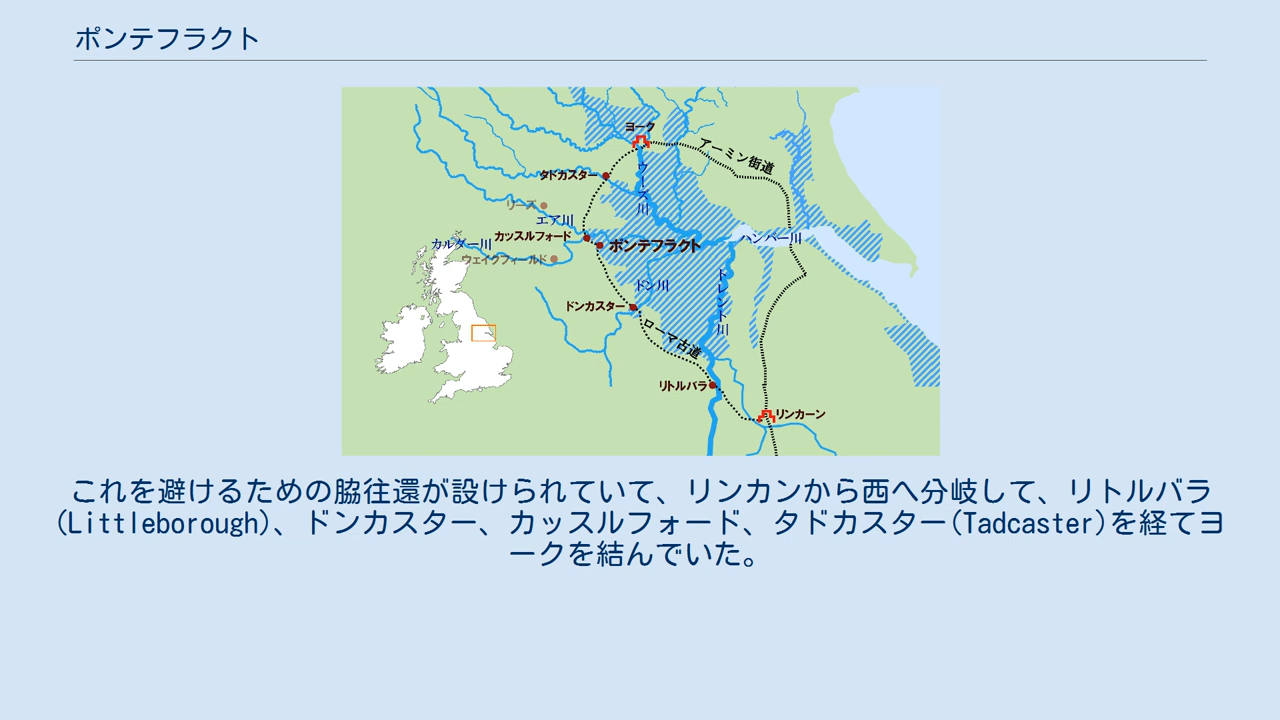 ポンテフラクト
ヨーク
アーミン街道
タドカスター
ウーズ川
リーズ
エア川
カッスルフォード
カルダー川
ポンテフラクト
ハンバー川
ウェイクフィールド
ドン川
トレント川
ドンカスター
ローマ古道
リトルバラ
リンカーン
これを避けるための脇往還が設けられていて、リンカンから西へ分岐して、リトルバラ
(Littleborough)、ドンカスター、カッスルフォード、タドカスター(Tadcaster)を経てヨ
ークを結んでいた。